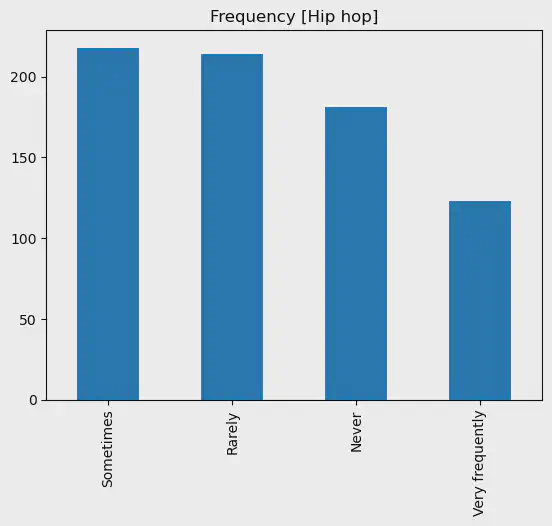 Frequency [Hip hop]
200
150
100
50
0
Sometimes
Rarely
Never
Very frequently